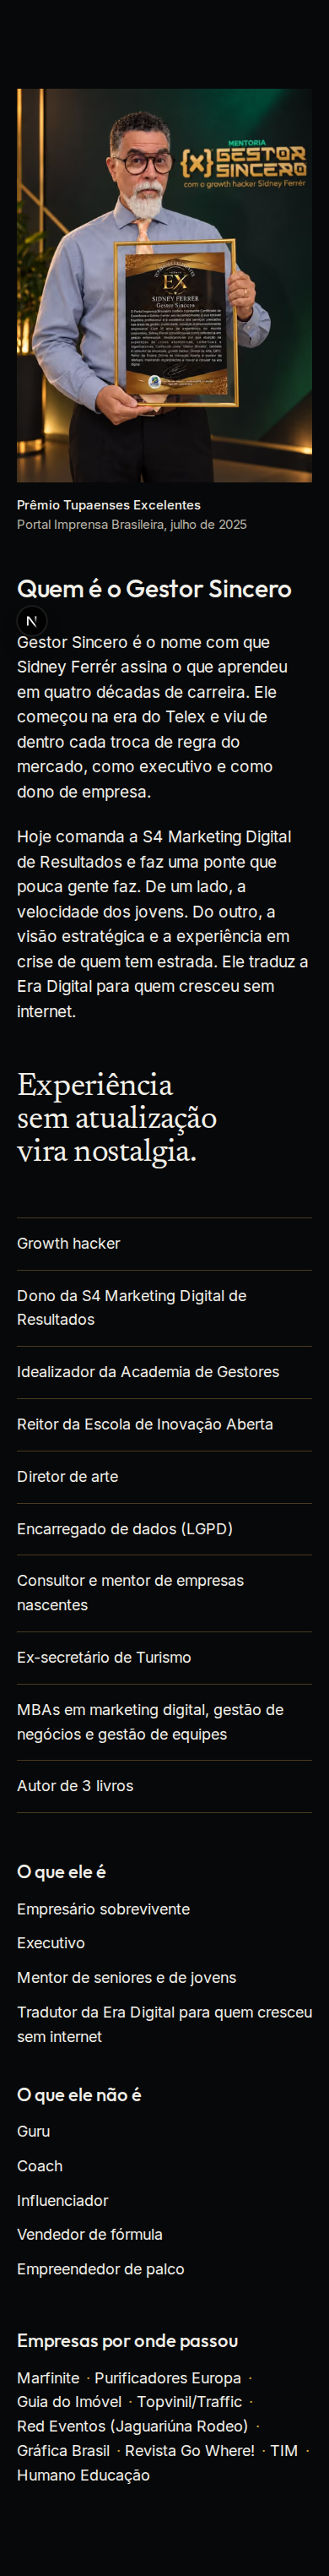 MENTORIA
{x} GESTOR
SINCERO
com o growth hacker Sidney Ferrér
EX
SIDNEY FERRÉR
Gestor Sincero
Prêmio Tupaenses Excelentes
Portal Imprensa Brasileira, julho de 2025
Quem é o Gestor Sincero
N
Gestor Sincero é o nome com que
Sidney Ferrér assina o que aprendeu
em quatro décadas de carreira. Ele
começou na era do Telex e viu de
dentro cada troca de regra do
mercado, como executivo e como
dono de empresa.
Hoje comanda a S4 Marketing Digital
de Resultados e faz uma ponte que
pouca gente faz. De um lado, a
velocidade dos jovens. Do outro, a
visão estratégica e a experiência em
crise de quem tem estrada. Ele traduz a
Era Digital para quem cresceu sem
internet.
Experiência
sem atualização
vira nostalgia.
Growth hacker
Dono da S4 Marketing Digital de
Resultados
Idealizador da Academia de Gestores
Reitor da Escola de Inovação Aberta
Diretor de arte
Encarregado de dados (LGPD)
Consultor e mentor de empresas
nascentes
Ex-secretário de Turismo
MBAs em marketing digital, gestão de
negócios e gestão de equipes
Autor de 3 livros
O que ele é
Empresário sobrevivente
Executivo
Mentor de seniores e de jovens
Tradutor da Era Digital para quem cresceu
sem internet
O que ele não é
Guru
Coach
Influenciador
Vendedor de fórmula
Empreendedor de palco
Empresas por onde passou
Marfinite · Purificadores Europa ·
Guia do Imóvel · Topvinil/Traffic ·
Red Eventos (Jaguariúna Rodeo) ·
Gráfica Brasil · Revista Go Where! · TIM ·
Humano Educação